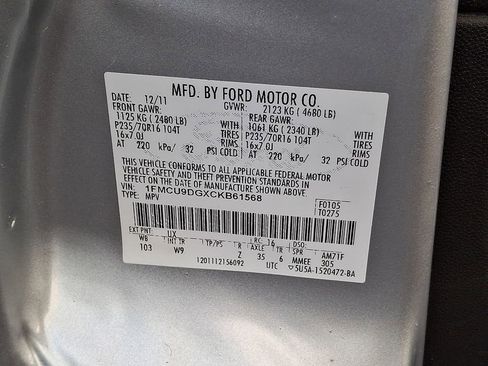 MFD. BY FORD MOTOR CO.
DATE: 12/11 GVWR: 2123 KG ( 4680 LB)
FRONT GAWR: REAR GAWR:
1125 KG ( 2480 LB) 1061 KG ( 2340 LB)
P235/70R16 104T WITH TIRES P235/70R16 104T WITH TIRES
16x7.0J RIMS 16x7.0J RIMS
AT 220 kPa/ 32 PSI COLD AT 220 kPa/ 32 PSI COLD
THIS VEHICLE CONFORMS TO ALL APPLICABLE FEDERAL MOTOR
VEHICLE SAFETY AND THEFT PREVENTION STANDARDS IN EFFECT
ON THE DATE OF MANUFACTURE SHOWN ABOVE.
VIN: 1FMCU9DGXCKB61568 F0105
TYPE: MPV T0275
EXT PNT: UX RC: 16 DSO:
WB INT TR TP/PS R AXLE TR SPR AM71F
103 W9 Z 35 6 MMEE 305
1201112156092 UTC 5U5A-1520472-BA